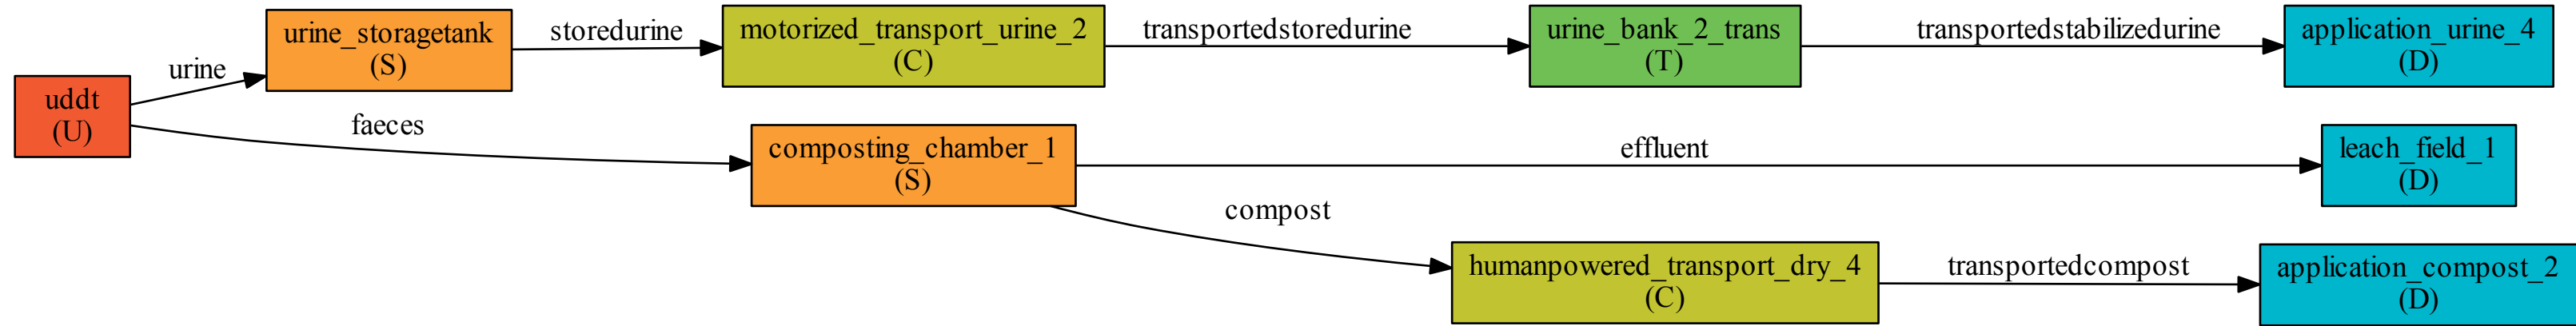 uddt
(U)
urine
faeces
urine_storagetank
(S)
storedurine
motorized_transport_urine_2
(C)
transportedstoredurine
urine_bank_2_trans
(T)
transportedstabilizedurine
application_urine_4
(D)
composting_chamber_1
(S)
effluent
leach_field_1
(D)
compost
humanpowered_transport_dry_4
(C)
transportedcompost
application_compost_2
(D)